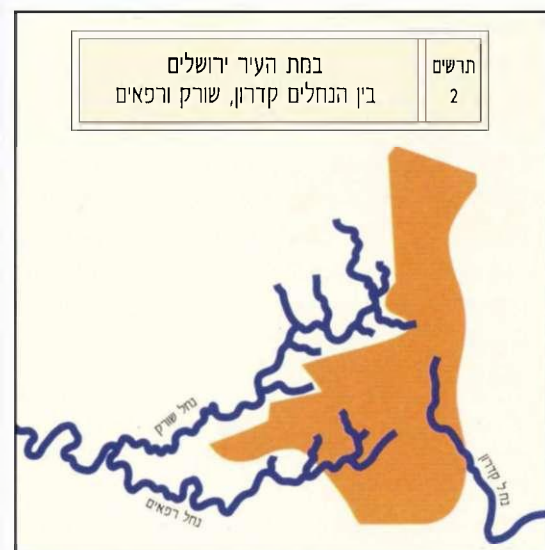 תרשים
2
במת העיר ירושלים
בין הנחלים קדרון, שורק ורפאים
נחל שורק
נחל רפאים
נחל קדרון